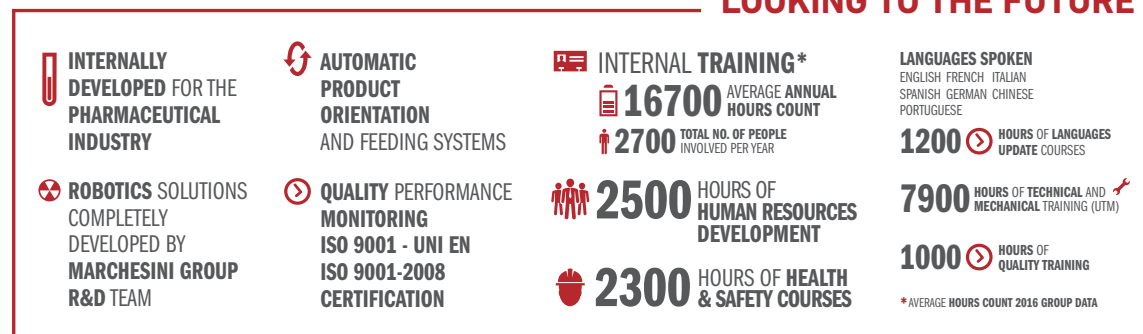 LOOKING TO THE FUTURE
INTERNALLY
DEVELOPED FOR THE
PHARMACEUTICAL
INDUSTRY
ROBOTICS SOLUTIONS
COMPLETELY
DEVELOPED BY
MARCHESINI GROUP
R&D TEAM
AUTOMATIC
PRODUCT
ORIENTATION
AND FEEDING SYSTEMS
QUALITY PERFORMANCE
MONITORING
ISO 9001 - UNI EN
ISO 9001-2008
CERTIFICATION
INTERNAL TRAINING*
16700 AVERAGE ANNUAL
HOURS COUNT
2700 TOTAL NO. OF PEOPLE
INVOLVED PER YEAR
2500 HOURS OF
HUMAN RESOURCES
DEVELOPMENT
2300 HOURS OF HEALTH
& SAFETY COURSES
LANGUAGES SPOKEN
ENGLISH FRENCH ITALIAN
SPANISH GERMAN CHINESE
PORTUGUESE
1200 HOURS OF LANGUAGES
UPDATE COURSES
7900 HOURS OF TECHNICAL AND
MECHANICAL TRAINING (UTM)
1000 HOURS OF
QUALITY TRAINING
*AVERAGE HOURS COUNT 2016 GROUP DATA